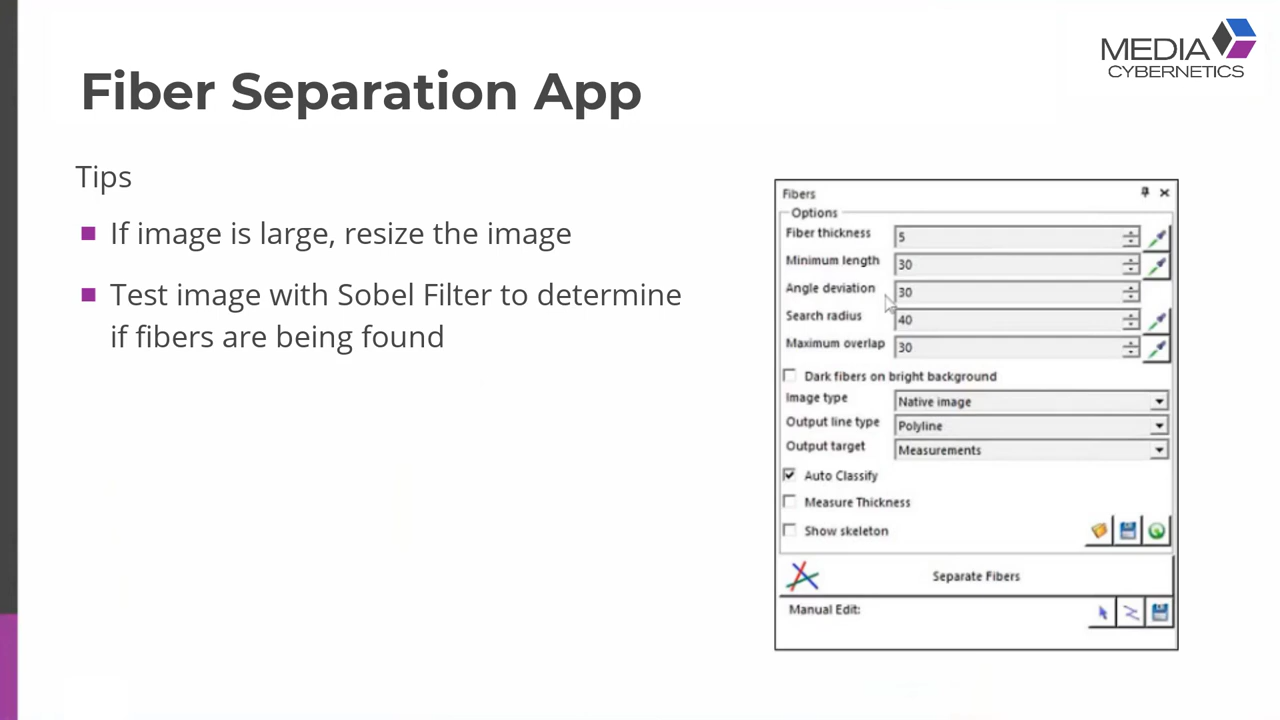 MEDIA
CYBERNETICS
Fiber Separation App
Tips
If image is large, resize the image
Test image with Sobel Filter to determine
if fibers are being found
Fibers
Options
Fiber thickness 5
Minimum length 30
Angle deviation 30
Search radius 40
Maximum overlap 30
Dark fibers on bright background
Image type Native image
Output line type Polyline
Output target Measurements
Auto Classify
Measure Thickness
Show skeleton
Separate Fibers
Manual Edit: